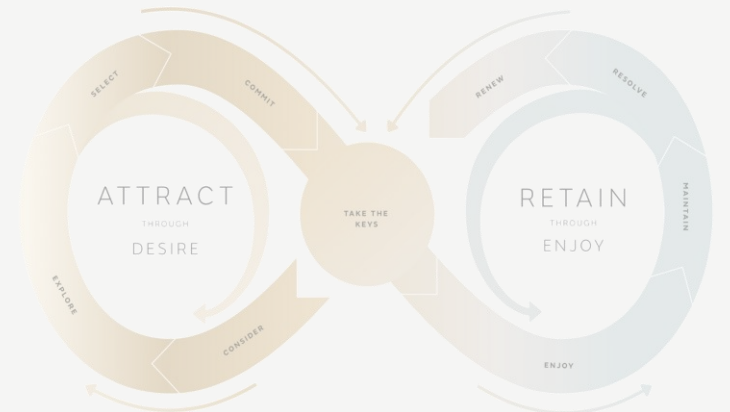 SELECT
COMMIT
ATTRACT
THROUGH
DESIRE
EXPLORE
CONSIDER
TAKE THE
KEYS
RENEW
RESOLVE
RETAIN
THROUGH
ENJOY
MAINTAIN
ENJOY